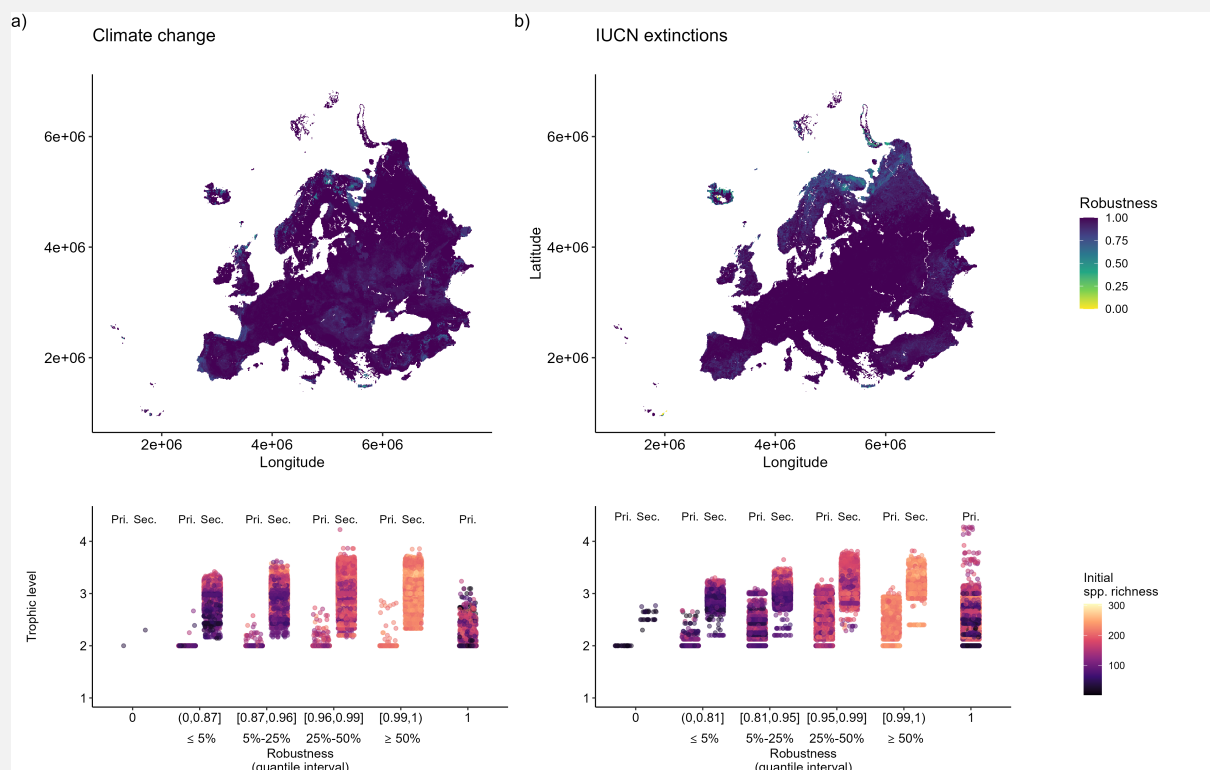 a)
Climate change
b)
IUCN extinctions
6e+06
4e+06
2e+06
2e+06 4e+06 6e+06
Longitude
Latitude
6e+06
4e+06
2e+06
2e+06 4e+06 6e+06
Longitude
Robustness
1.00
0.75
0.50
0.25
0.00
Trophic level
4
3
2
1
Pri. Sec. Pri. Sec. Pri. Sec. Pri. Sec. Pri. Sec. Pri.
0 (0,0.87] [0.87,0.96] [0.96,0.99] [0.99,1) 1
≤ 5% 5%-25% 25%-50% ≥ 50%
Robustness
(quantile interval)
4
3
2
1
Pri. Sec. Pri. Sec. Pri. Sec. Pri. Sec. Pri. Sec. Pri.
0 (0,0.81] [0.81,0.95] [0.95,0.99] [0.99,1) 1
≤ 5% 5%-25% 25%-50% ≥ 50%
Robustness
(quantile interval)
Initial
spp. richness
300
200
100